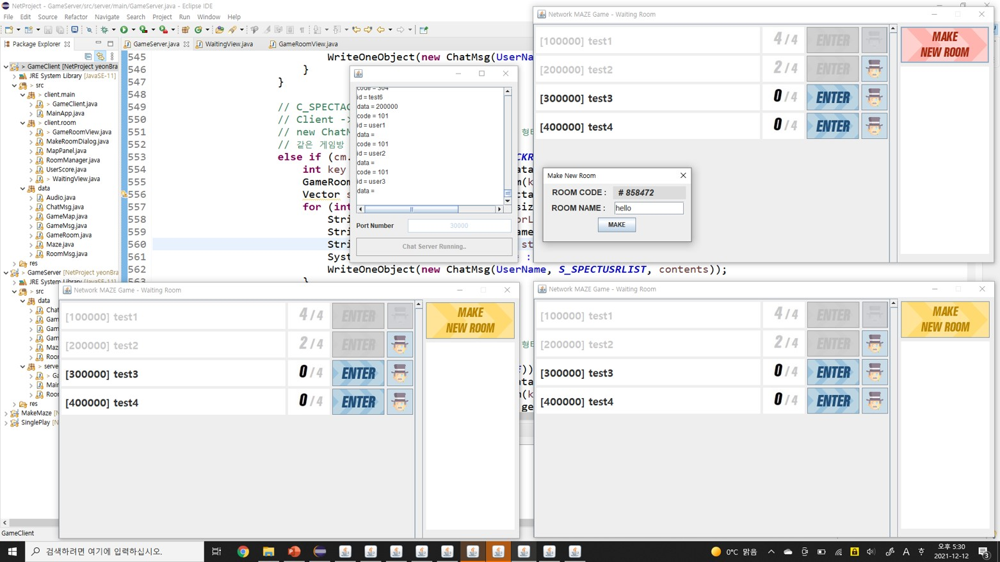 NetProject - GameServer/src/server/main/GameServer.java - Eclipse IDE
File Edit Source Refactor Navigate Search Project Run Window Help
Package Explorer
GameServer.java
WaitingView.java
GameRoomView.java
> GameClient [NetProject yeonBra
JRE System Library [JavaSE-11]
> src
client.main
> GameClient.java
MainApp.java
client.room
> GameRoomView.java
MakeRoomDialog.java
MapPanel.java
RoomManager.java
UserScore.java
> WaitingView.java
data
Audio.java
ChatMsg.java
GameMap.java
GameMsg.java
GameRoom.java
Maze.java
RoomMsg.java
res
> GameServer [NetProject yeonBra
JRE System Library [JavaSE-11]
> src
data
Chat
Gam
Gam
Gam
Maz
Roo
> serve
> Ga
Main
Roo
res
MakeMaze [N
SinglePlay [N
GameClient
545 WriteOneObject(new ChatMsg(UserNa
546 }
547 }
548
549 // C_SPECTAC
550 // Client ->
551 // new ChatM 형태
552 // 같은 게임방
553 else if (cm. CKR
554 int key ata
555 GameRoom m(k
556 Vector s cta
557 for (int siz
558 Stri orL
559 Stri ame
560 Stri st
561 Syst :
562 WriteOneObject(new ChatMsg(UserName, S_SPECTUSRLIST, contents));
563 }
code = 304
id = test6
data = 200000
code = 101
id = user1
data =
code = 101
id = user2
data =
code = 101
id = user3
data =
Port Number 30000
Chat Server Running..
Network MAZE Game - Waiting Room
[100000] test1 4 / 4 ENTER
[200000] test2 2 / 4 ENTER
[300000] test3 0 / 4 ENTER
[400000] test4 0 / 4 ENTER
MAKE
NEW ROOM
Make New Room
ROOM CODE : # 858472
ROOM NAME : hello
MAKE
Network MAZE Game - Waiting Room
[100000] test1 4 / 4 ENTER
[200000] test2 2 / 4 ENTER
[300000] test3 0 / 4 ENTER
[400000] test4 0 / 4 ENTER
MAKE
NEW ROOM
형태
))
ata
m(k
ge
Network MAZE Game - Waiting Room
[100000] test1 4 / 4 ENTER
[200000] test2 2 / 4 ENTER
[300000] test3 0 / 4 ENTER
[400000] test4 0 / 4 ENTER
MAKE
NEW ROOM
검색하려면 여기에 입력하십시오.
0°C 맑음
A
오후 5:30
2021-12-12
3